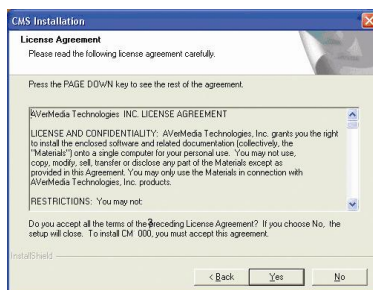 CMS Installation
License Agreement
Please read the following license agreement carefully.
Press the PAGE DOWN key to see the rest of the agreement.
AVerMedia Technologies INC. LICENSE AGREEMENT
LICENSE AND CONFIDENTIALITY: AVerMedia Technologies, Inc. grants you the right
to install the enclosed software and related documentation (collectively, the
"Materials") onto a single computer for your personal use. You may not use,
copy, modify, sell, transfer or disclose any part of the Materials except as
provided in this Agreement. You may only use the Materials in connection with
AVerMedia Technologies, Inc. products.
RESTRICTIONS: You may not:
Do you accept all the terms of the preceding License Agreement? If you choose No, the
setup will close. To install CM 000, you must accept this agreement.
InstallShield
< Back Yes No